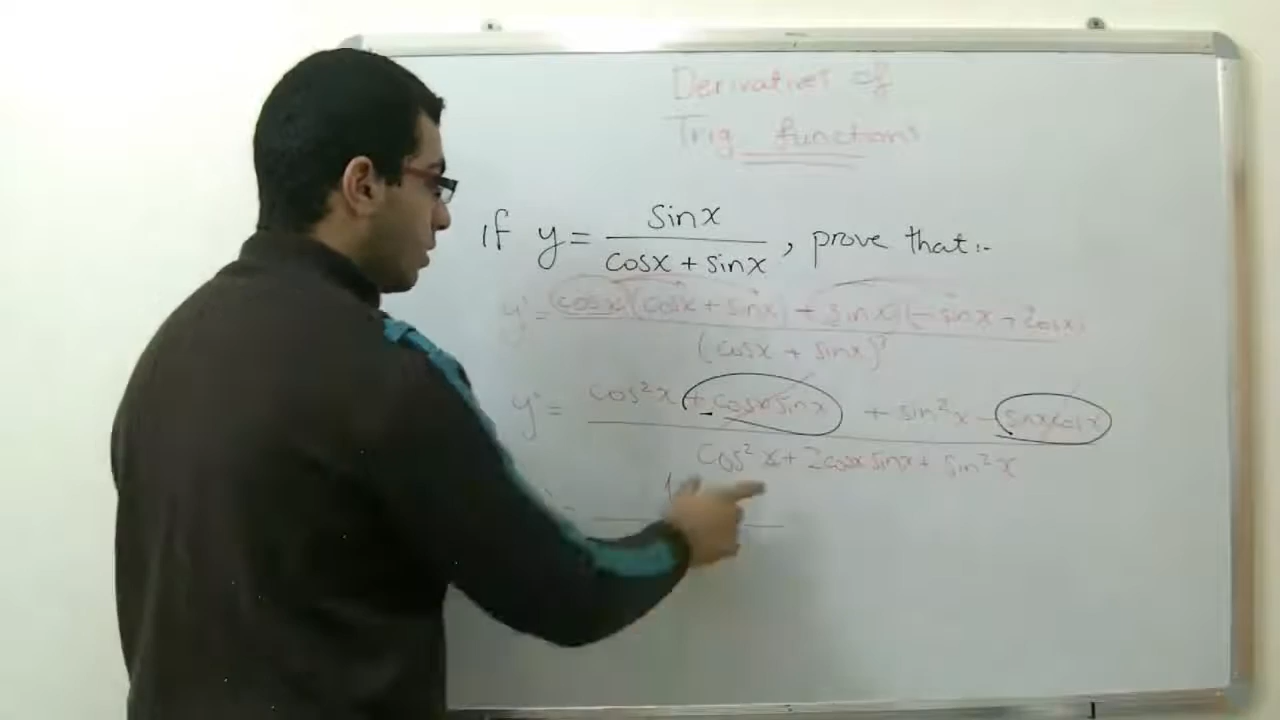 Derivatives of
Trig functions
If y = sinx / cosx + sinx , prove that:-
y' = (cosx)(cosx + sinx) - sinx(-sinx + cosx) / (cosx + sinx)²
y' = cos²x + cosxsinx + sin²x - sinxcosx / cos²x + 2cosxsinx + sin²x